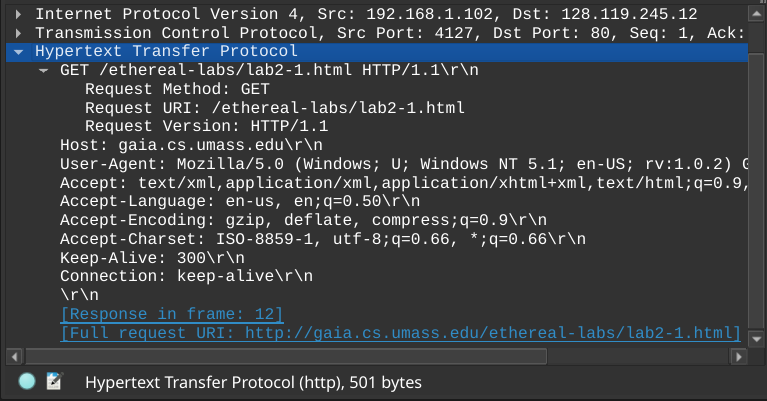 Internet Protocol Version 4, Src: 192.168.1.102, Dst: 128.119.245.12
Transmission Control Protocol, Src Port: 4127, Dst Port: 80, Seq: 1, Ack:
Hypertext Transfer Protocol
GET /ethereal-labs/lab2-1.html HTTP/1.1\r\n
Request Method: GET
Request URI: /ethereal-labs/lab2-1.html
Request Version: HTTP/1.1
Host: gaia.cs.umass.edu\r\n
User-Agent: Mozilla/5.0 (Windows; U; Windows NT 5.1; en-US; rv:1.0.2) G
Accept: text/xml,application/xml,application/xhtml+xml,text/html;q=0.9,
Accept-Language: en-us, en;q=0.50\r\n
Accept-Encoding: gzip, deflate, compress;q=0.9\r\n
Accept-Charset: ISO-8859-1, utf-8;q=0.66, *;q=0.66\r\n
Keep-Alive: 300\r\n
Connection: keep-alive\r\n
\r\n
[Response in frame: 12]
[Full request URI: http://gaia.cs.umass.edu/ethereal-labs/lab2-1.html]
Hypertext Transfer Protocol (http), 501 bytes